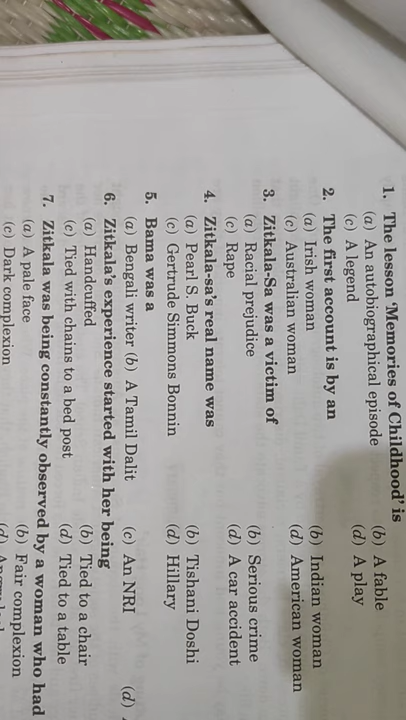 1. The lesson 'Memories of Childhood' is
(a) An autobiographical episode (b) A fable
(c) A legend (d) A play
2. The first account is by an
(a) Irish woman (b) Indian woman
(c) Australian woman (d) American woman
3. Zitkala-Sa was a victim of
(a) Racial prejudice (b) Serious crime
(c) Rape (d) A car accident
4. Zitkala-sa's real name was
(a) Pearl S. Buck (b) Tishani Doshi
(c) Gertrude Simmons Bonnin (d) Hillary
5. Bama was a
(a) Bengali writer (b) A Tamil Dalit (c) An NRI (d)
6. Zitkala's experience started with her being
(a) Handcuffed (b) Tied to a chair
(c) Tied with chains to a bed post (d) Tied to a table
7. Zitkala was being constantly observed by a woman who had
(a) A pale face (b) Fair complexion
(c) Dark complexion (d)